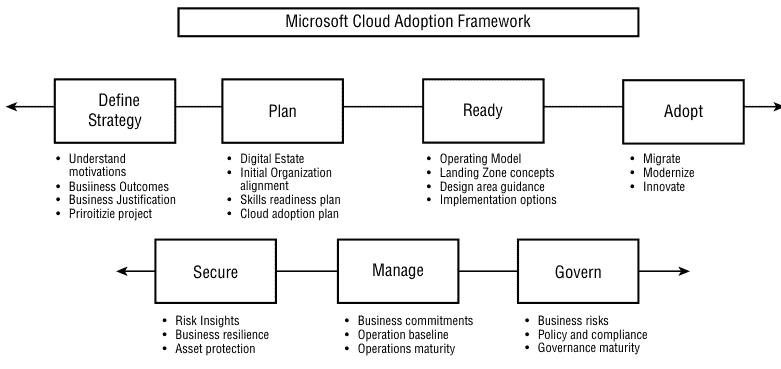 Microsoft Cloud Adoption Framework
Define
Strategy
Plan
Ready
Adopt
• Understand
motivations
• Busiiness Outcomes
• Business Justification
• Priroitizie project
• Digital Estate
• Initial Organization
alignment
• Skills readiness plan
• Cloud adoption plan
• Operating Model
• Landing Zone concepts
• Design area guidance
• Implementation options
• Migrate
• Modernize
• Innovate
Secure
Manage
Govern
• Risk Insights
• Business resilience
• Asset protection
• Business commitments
• Operation baseline
• Operations maturity
• Business risks
• Policy and compliance
• Governance maturity